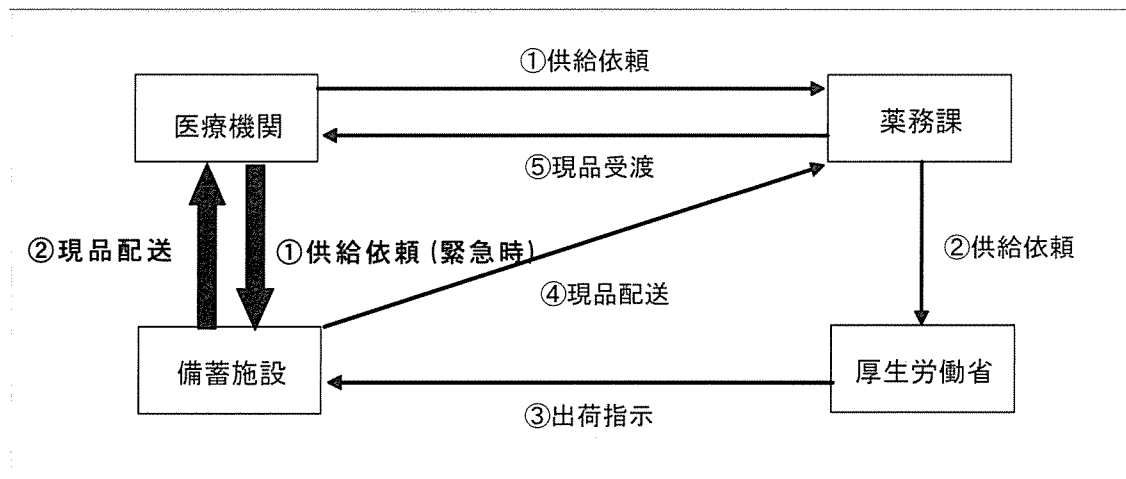 ①供給依頼
医療機関
薬務課
⑤現品受渡
②現品配送
①供給依頼(緊急時)
②供給依頼
④現品配送
備蓄施設
厚生労働省
③出荷指示